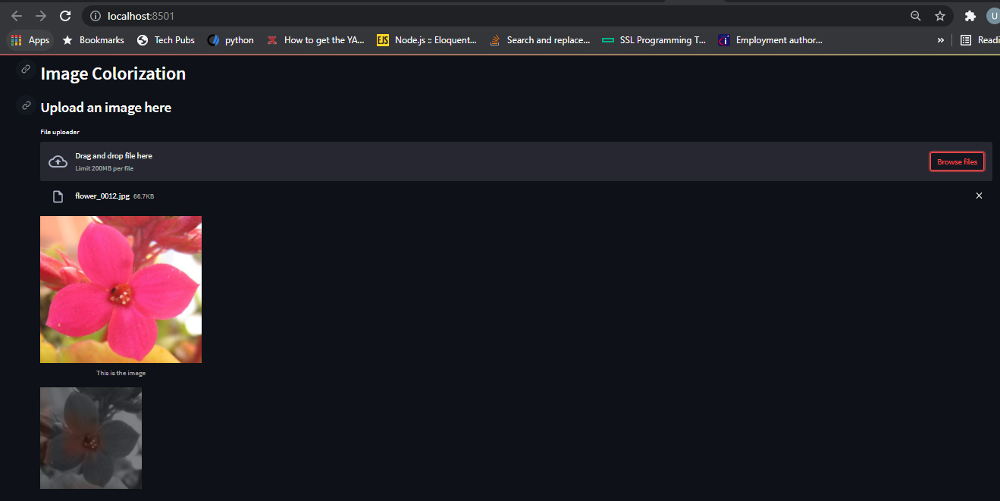 localhost:8501
U
Apps Bookmarks Tech Pubs python How to get the YA... EJS Node.js :: Eloquent... Search and replace... SSL Programming T... Employment author... » Readi
Image Colorization
Upload an image here
File uploader
Drag and drop file here
Limit 200MB per file
Browse files
flower_0012.jpg 66.7KB
This is the image